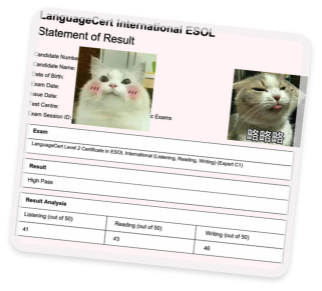 LanguageCert International ESOL
Statement of Result
Candidate Number
Candidate Name:
Date of Birth:
Exam Date:
Issue Date:
Test Centre: Exams
Exam Session ID:
Exam
LanguageCert Level 2 Certificate in ESOL International (Listening, Reading, Writing) (Expert C1)
Result
High Pass
Result Analysis
Listening (out of 50) Reading (out of 50) Writing (out of 50)
41 43 46